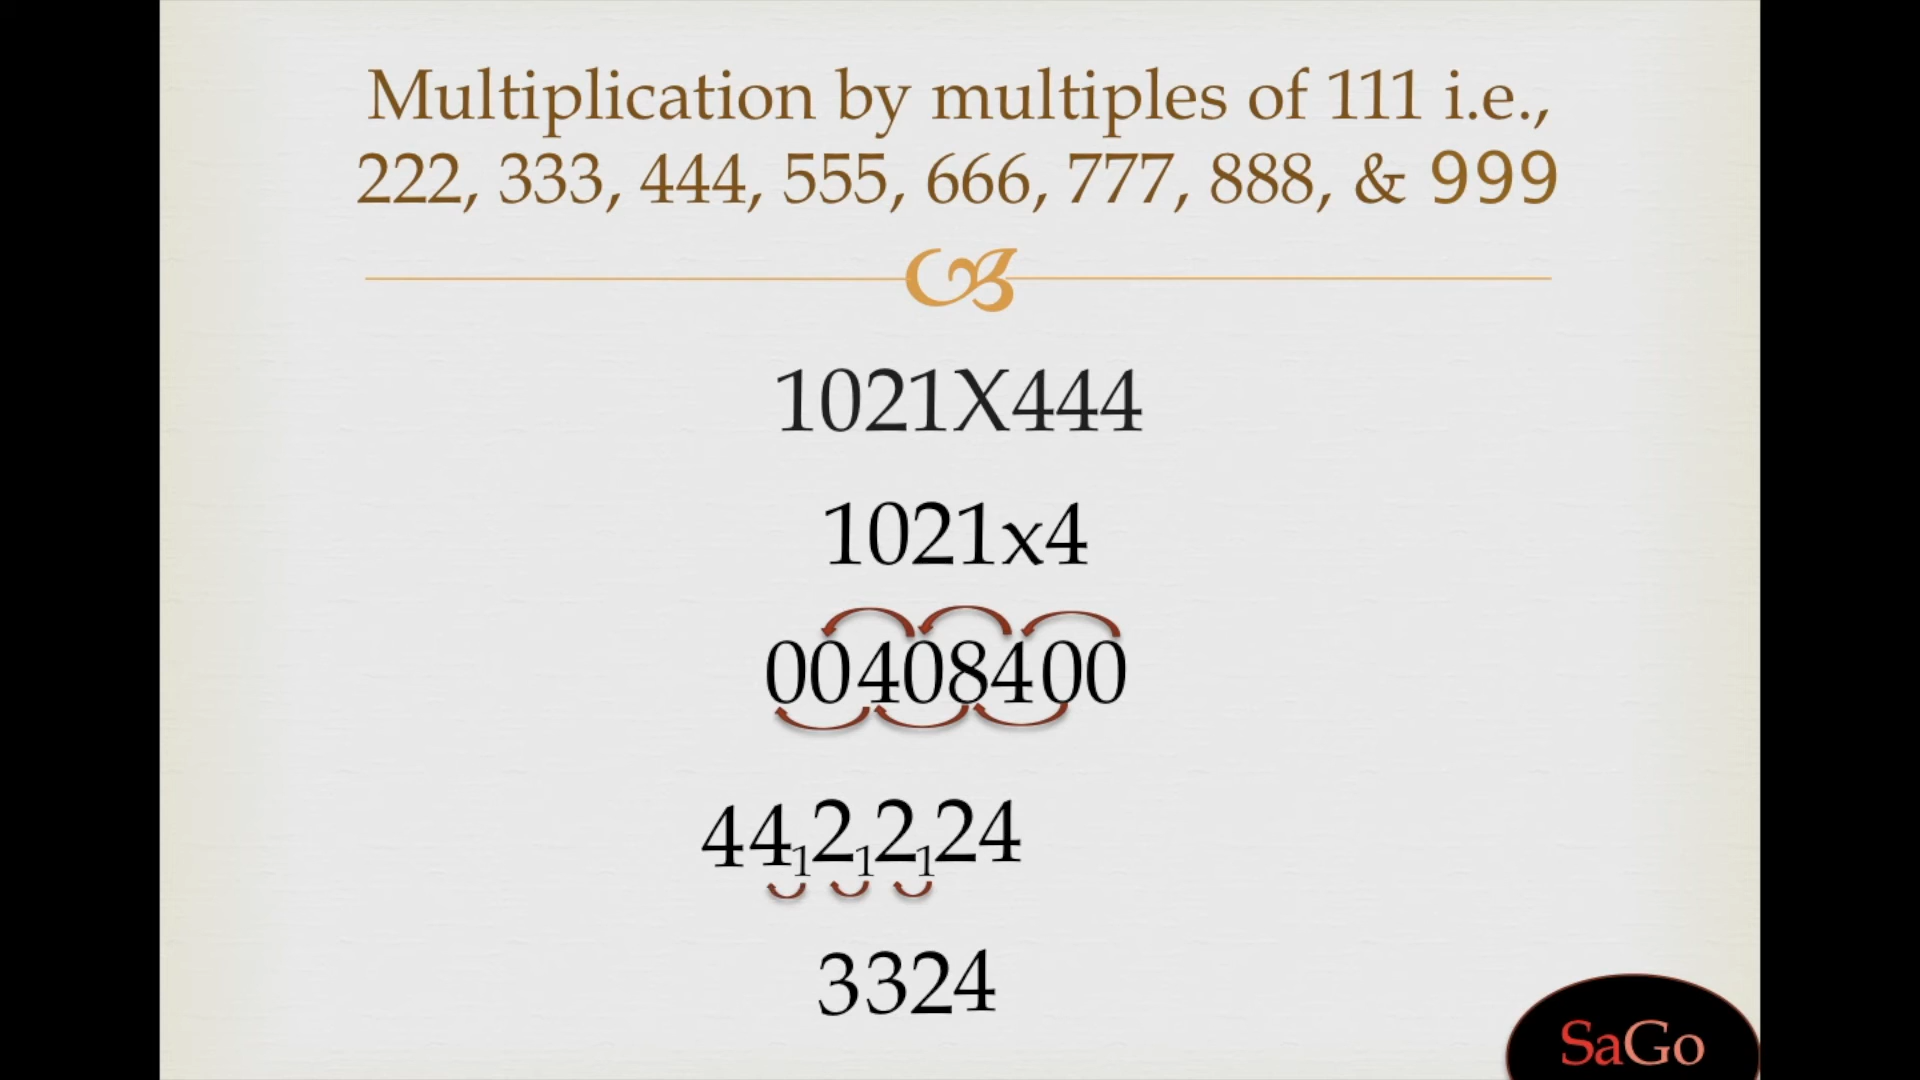 Multiplication by multiples of 111 i.e.,
222, 333, 444, 555, 666, 777, 888, & 999
1021X444
1021x4
00408400
44₁2₁2₁24
3324
SaGo